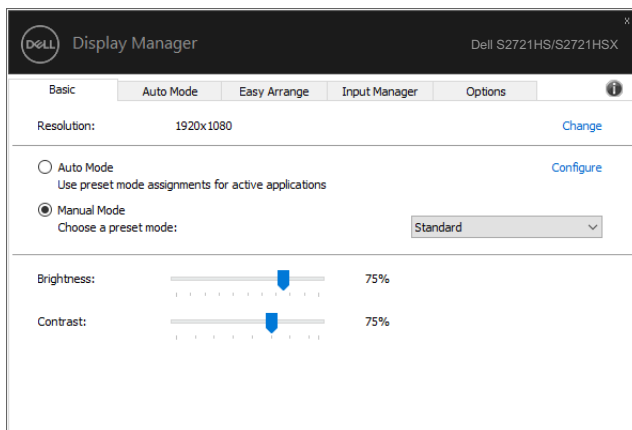 DELL Display Manager Dell S2721HS/S2721HSX x
Basic Auto Mode Easy Arrange Input Manager Options i
Resolution: 1920x1080 Change
Auto Mode Configure
Use preset mode assignments for active applications
Manual Mode
Choose a preset mode: Standard
Brightness: 75%
Contrast: 75%